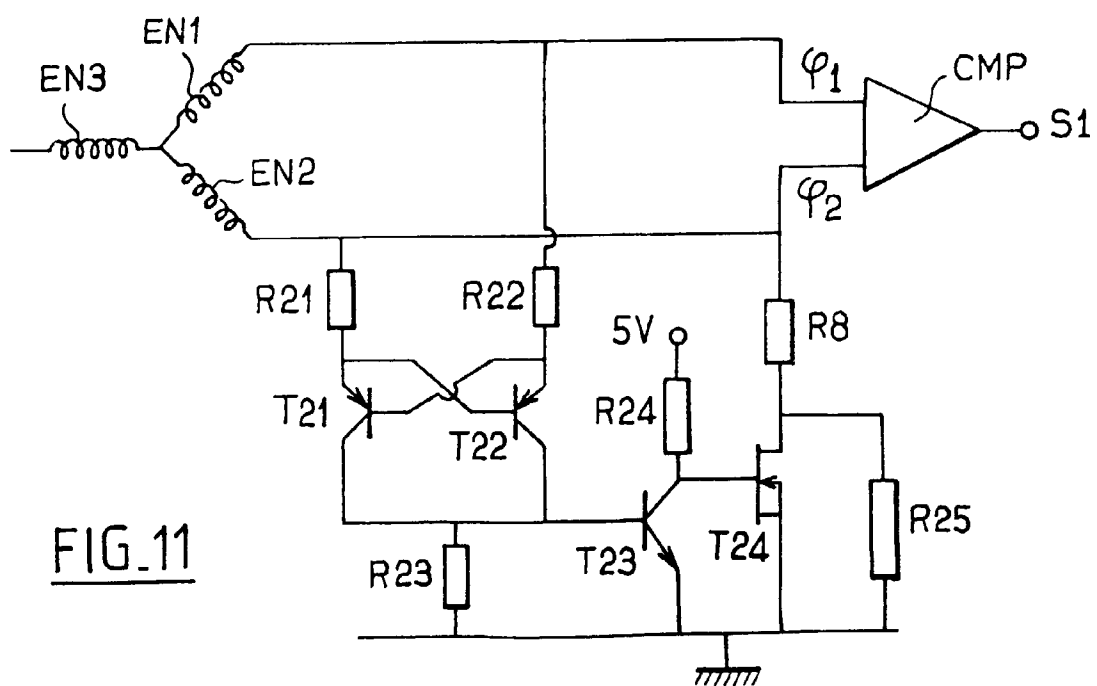 EN1
EN3
EN2
φ1
CMP
S1
φ2
R21
R22
5V
R8
T21
T22
R24
T23
T24
R25
R23
FIG_11